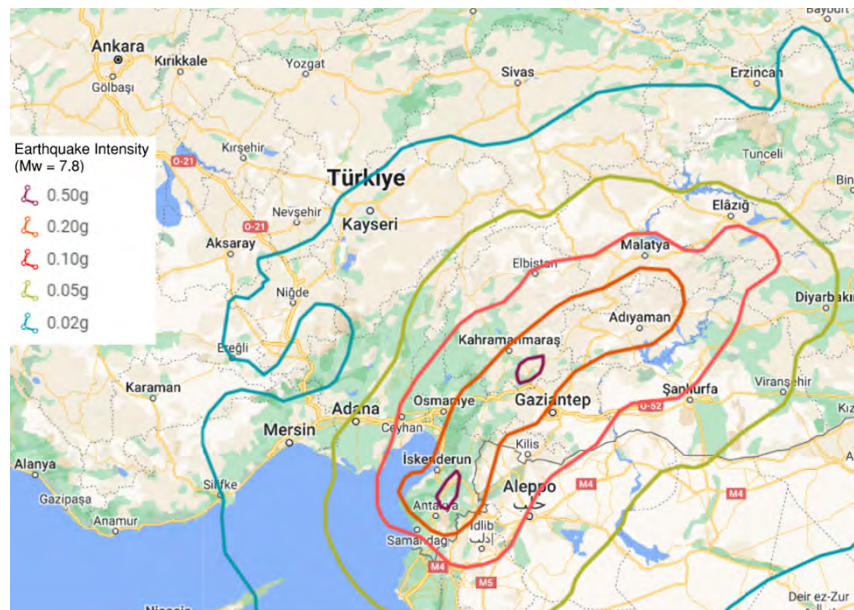 Bayburt
Ankara
Kırıkkale
Yozgat
Sivas
Erzincan
Gölbaşı
Earthquake Intensity
(Mw = 7.8)
O-21
Kırşehir
Tunceli
0.50g
Türkiye
0.20g
Nevşehir
Elâzığ
O-21
Kayseri
Aksaray
Malatya
0.10g
Elbistan
0.05g
Niğde
Diyarbakı
Adıyaman
0.02g
Kahramanmaraş
Ereğli
Karaman
Viranşehir
Şanlıurfa
Osmaniye
Gaziantep
Adana
O-52
Ceyhan
Mersin
Kilis
Alanya
İskenderun
M4
Aleppo
حلب
M4
Silifke
Gazipaşa
Antakya
Anamur
Idlib
إدلب
Samandağ
M4
M5
Deir ez-Zur